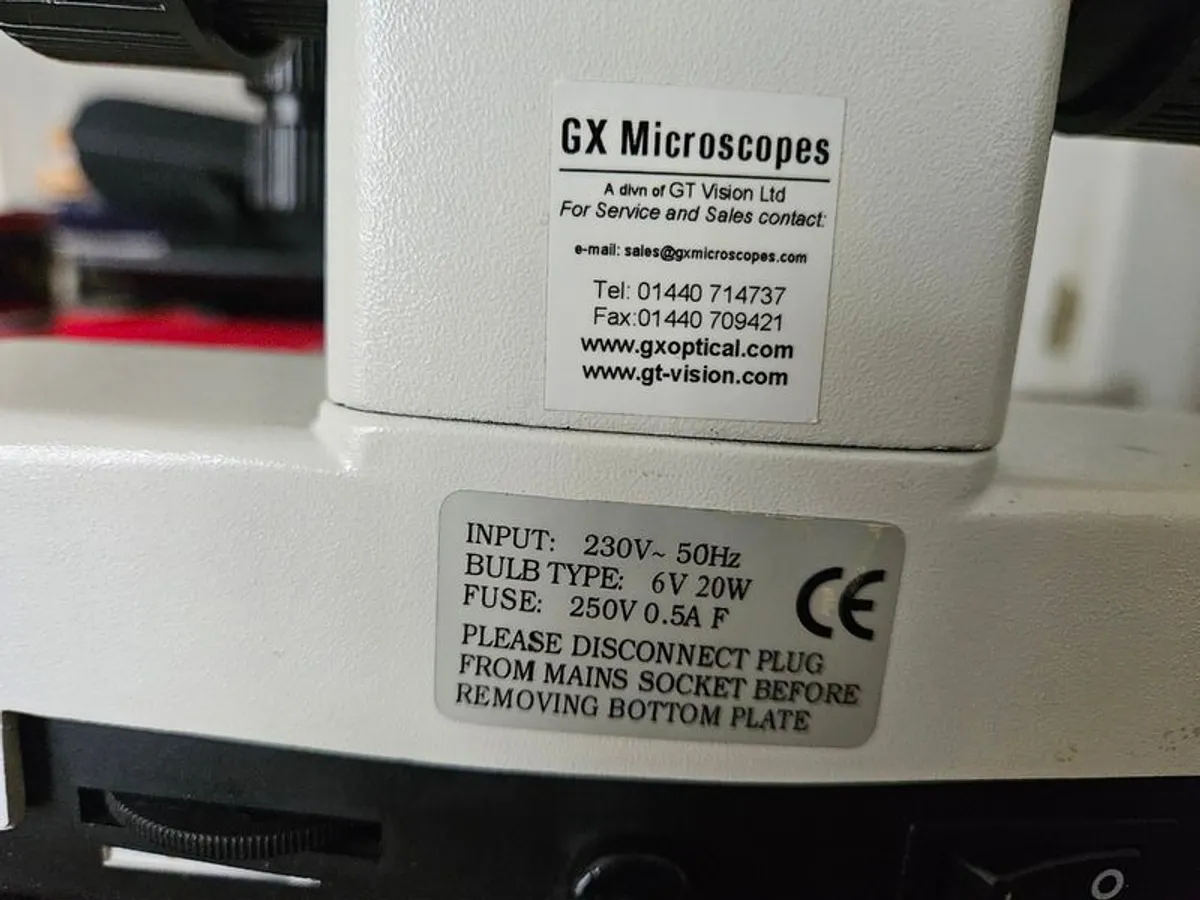 GX Microscopes
A divn of GT Vision Ltd
For Service and Sales contact:
e-mail: sales@gxmicroscopes.com
Tel: 01440 714737
Fax:01440 709421
www.gxoptical.com
www.gt-vision.com
INPUT: 230V~ 50Hz
BULB TYPE: 6V 20W
FUSE: 250V 0.5A F
CE
PLEASE DISCONNECT PLUG
FROM MAINS SOCKET BEFORE
REMOVING BOTTOM PLATE